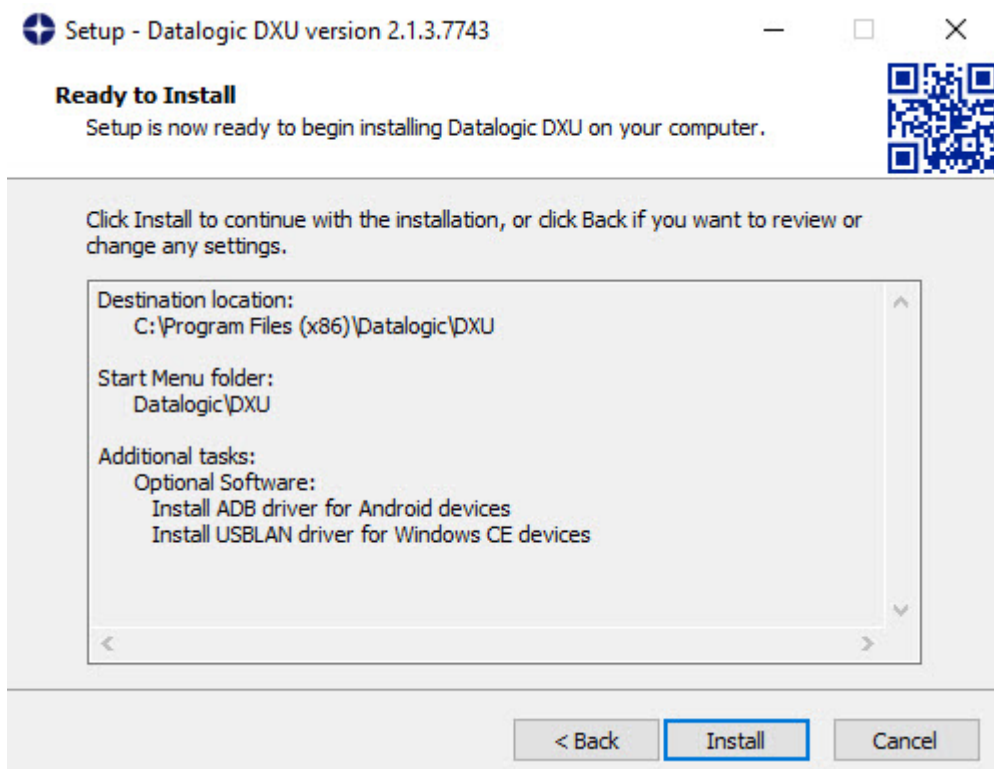 Setup - Datalogic DXU version 2.1.3.7743
Ready to Install
Setup is now ready to begin installing Datalogic DXU on your computer.
Click Install to continue with the installation, or click Back if you want to review or
change any settings.
Destination location:
C:\Program Files (x86)\Datalogic\DXU
Start Menu folder:
Datalogic\DXU
Additional tasks:
Optional Software:
Install ADB driver for Android devices
Install USBLAN driver for Windows CE devices
< Back
Install
Cancel